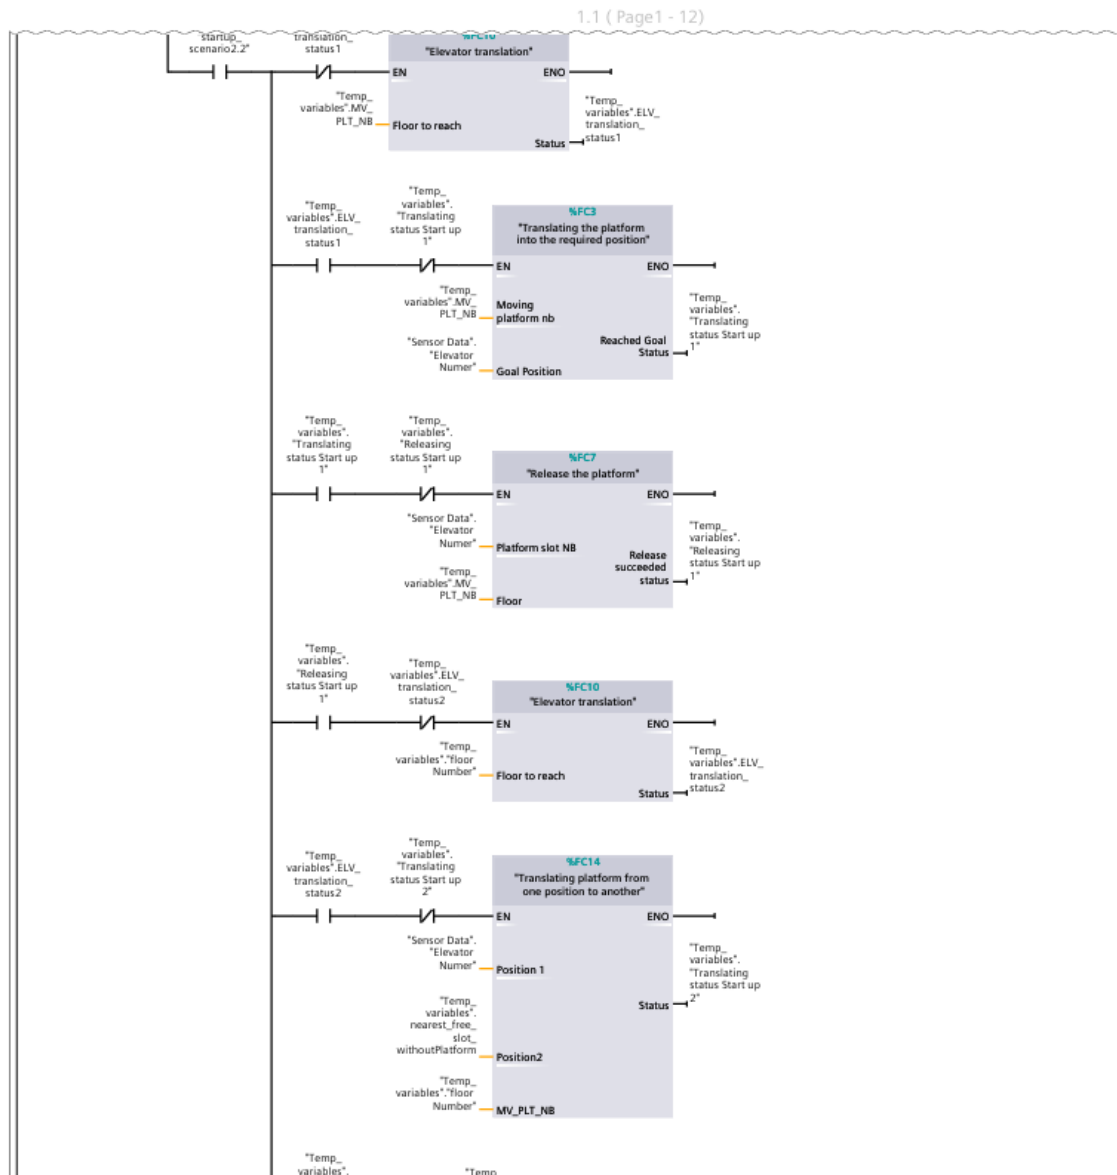 1.1 ( Page1 - 12)
startup_
scenario2.2"
translation_
status1
%FC10
"Elevator translation"
EN
ENO
"Temp_
variables".MV_
PLT_NB
Floor to reach
"Temp_
variables".ELV_
translation_
status1
Status
"Temp_
variables".ELV_
translation_
status1
"Temp_
variables".
"Translating
status Start up
1"
%FC3
"Translating the platform
into the required position"
EN
ENO
"Temp_
variables".MV_
PLT_NB
Moving
platform nb
"Sensor Data".
"Elevator
Numer"
Goal Position
Reached Goal
Status
"Temp_
variables".
"Translating
status Start up
1"
"Temp_
variables".
"Translating
status Start up
1"
"Temp_
variables".
"Releasing
status Start up
1"
%FC7
"Release the platform"
EN
ENO
"Sensor Data".
"Elevator
Numer"
Platform slot NB
"Temp_
variables".MV_
PLT_NB
Floor
Release
succeeded
status
"Temp_
variables".
"Releasing
status Start up
1"
"Temp_
variables".
"Releasing
status Start up
1"
"Temp_
variables".ELV_
translation_
status2
%FC10
"Elevator translation"
EN
ENO
"Temp_
variables"."floor
Number"
Floor to reach
Status
"Temp_
variables".ELV_
translation_
status2
"Temp_
variables".ELV_
translation_
status2
"Temp_
variables".
"Translating
status Start up
2"
%FC14
"Translating platform from
one position to another"
EN
ENO
"Sensor Data".
"Elevator
Numer"
Position 1
"Temp_
variables".
"Translating
status Start up
2"
Status
"Temp_
variables".
nearest_free_
slot_
withoutPlatform
Position2
"Temp_
variables"."floor
Number"
MV_PLT_NB
"Temp_
variables".
"Temp_